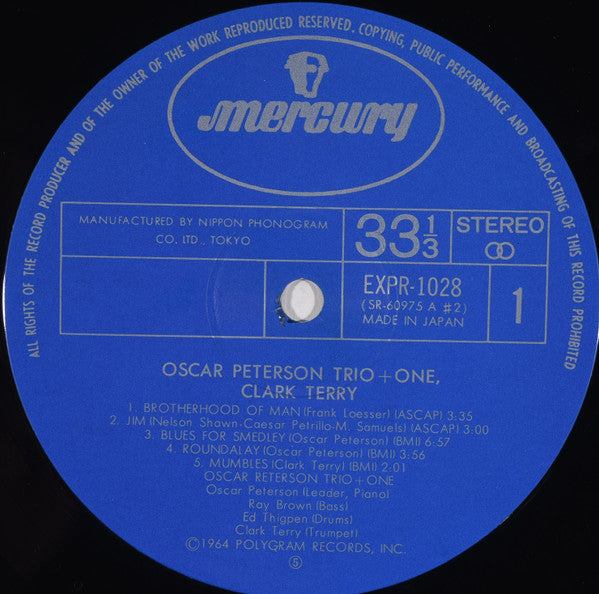 ALL RIGHTS OF THE RECORD PRODUCER AND OF THE OWNER OF THE WORK REPRODUCED RESERVED. COPYING, PUBLIC PERFORMANCE AND BROADCASTING OF THIS RECORD PROHIBITED
mercury
MANUFACTURED BY NIPPON PHONOGRAM
CO. LTD., TOKYO
33 1/3
STEREO
EXPR-1028
(SR-60975 A #2)
MADE IN JAPAN
1
OSCAR PETERSON TRIO+ONE,
CLARK TERRY
1. BROTHERHOOD OF MAN (Frank Loesser) (ASCAP) 3:35
2. JIM (Nelson Shawn-Caesar Petrillo-M. Samuels) (ASCAP) 3:00
3. BLUES FOR SMEDLEY (Oscar Peterson) (BMI) 6:57
4. ROUNDALAY (Oscar Peterson) (BMI) 3:56
5. MUMBLES (Clark Terry) (BMI) 2:01
OSCAR RETERSON TRIO+ONE
Oscar Peterson (Leader, Piano)
Ray Brown (Bass)
Ed Thigpen (Drums)
Clark Terry (Trumpet)
©1964 POLYGRAM RECORDS, INC.
⑤